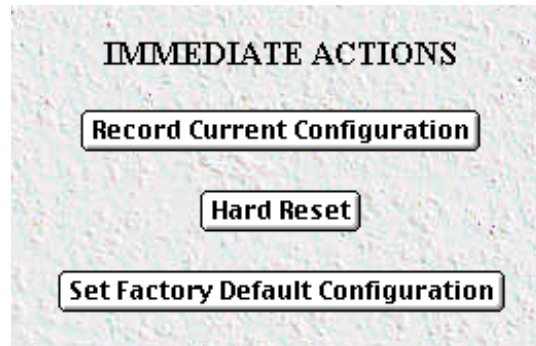 IMMEDIATE ACTIONS
Record Current Configuration
Hard Reset
Set Factory Default Configuration